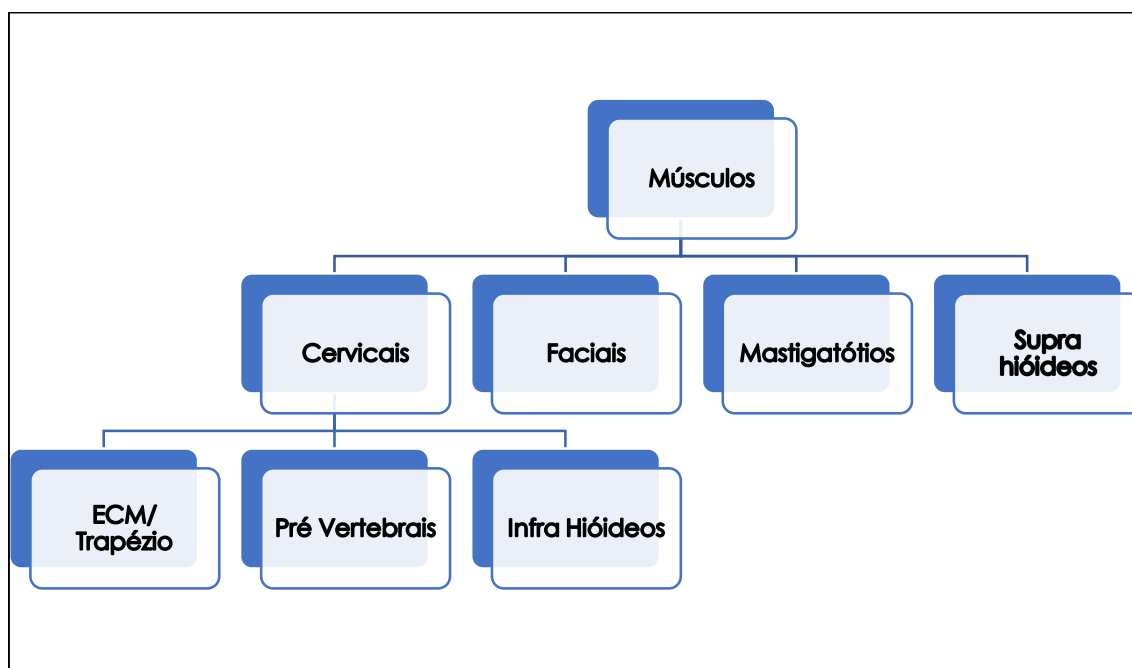 Músculos
Cervicais
Faciais
Mastigatótios
Supra
hióideos
ECM/
Trapézio
Pré Vertebrais
Infra Hióideos